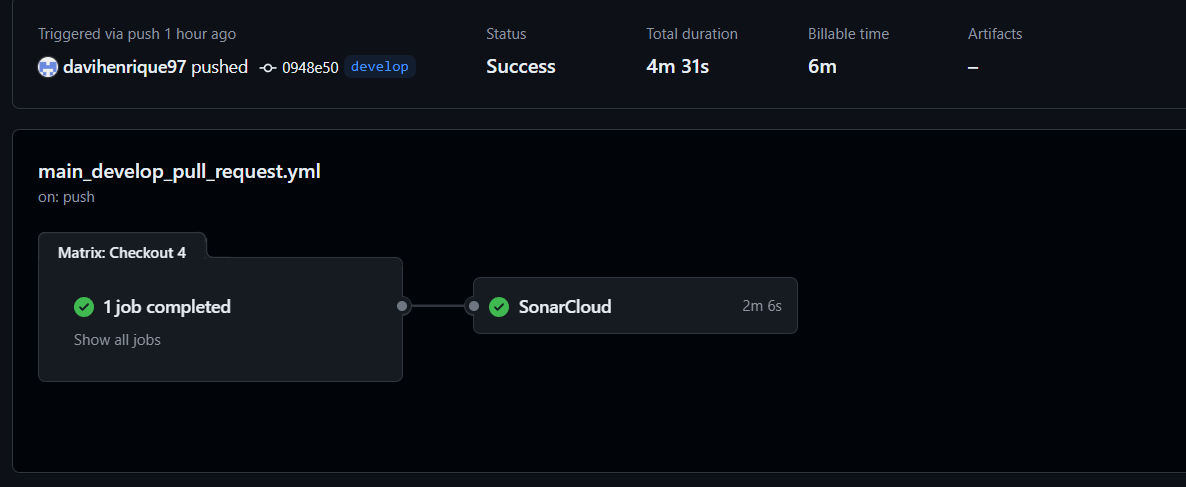 Triggered via push 1 hour ago
Status
Total duration
Billable time
Artifacts
davihenrique97 pushed 0948e50 develop
Success
4m 31s
6m
–
main_develop_pull_request.yml
on: push
Matrix: Checkout 4
1 job completed
Show all jobs
SonarCloud
2m 6s